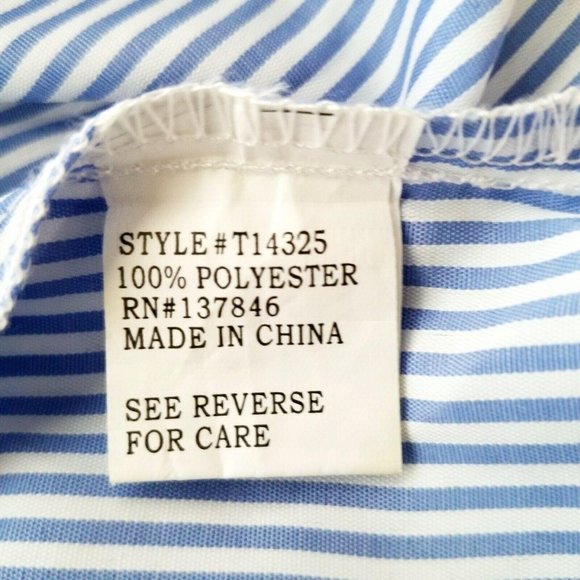 STYLE#T14325
100% POLYESTER
RN#137846
MADE IN CHINA
SEE REVERSE
FOR CARE